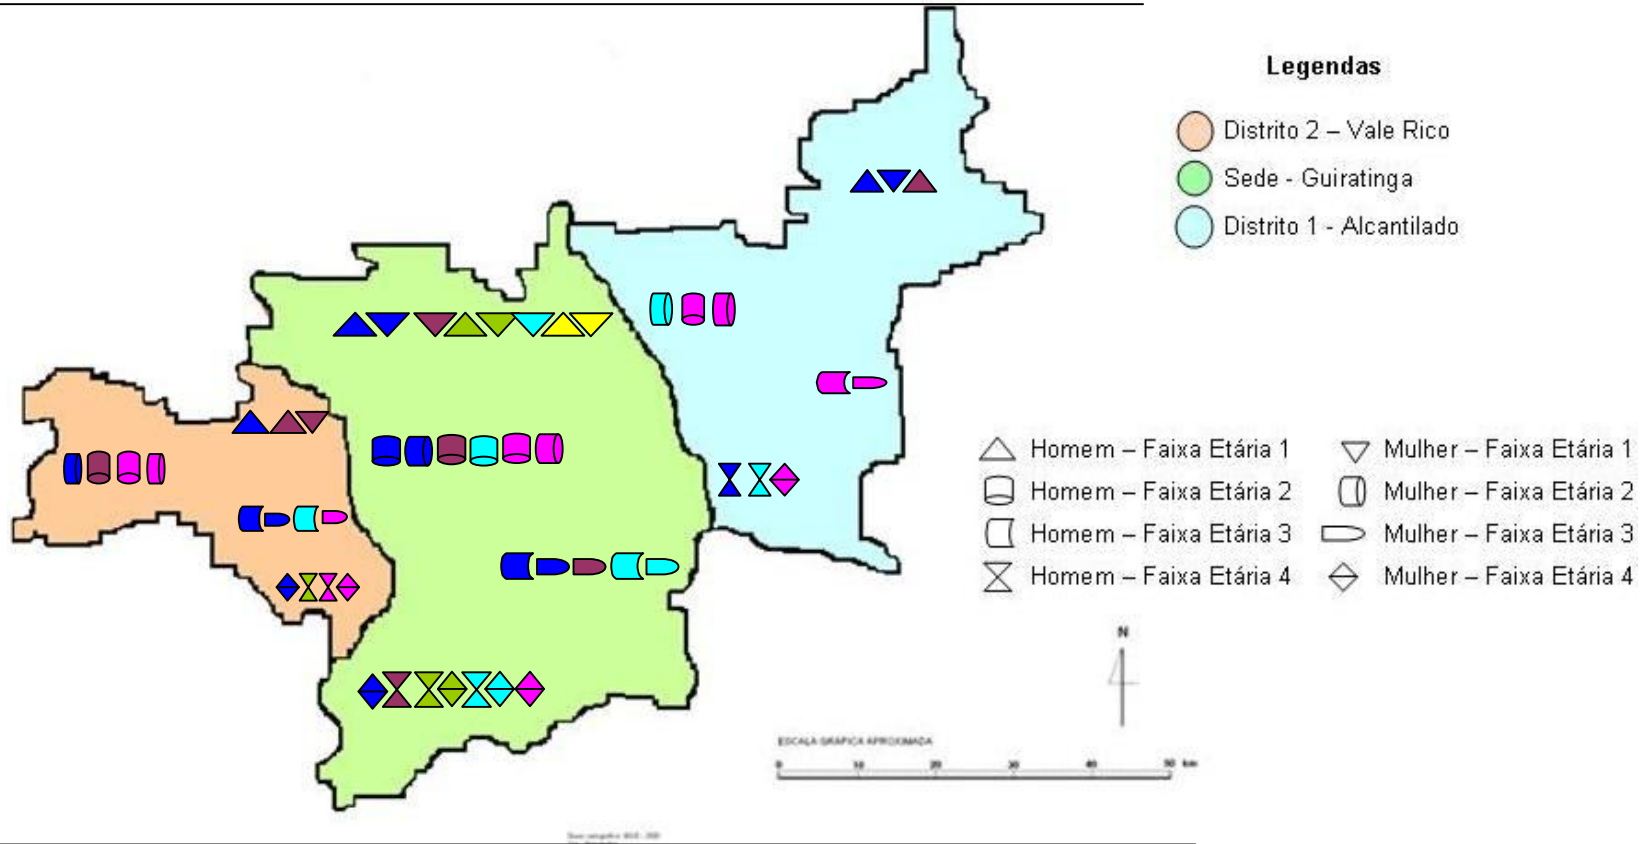 Legendas
Distrito 2 – Vale Rico
Sede - Guiratinga
Distrito 1 - Alcantilado
Homem – Faixa Etária 1
Mulher – Faixa Etária 1
Homem – Faixa Etária 2
Mulher – Faixa Etária 2
Homem – Faixa Etária 3
Mulher – Faixa Etária 3
Homem – Faixa Etária 4
Mulher – Faixa Etária 4
N
ESCALA GRÁFICA APROXIMADA
0 10 20 30 40 50 km